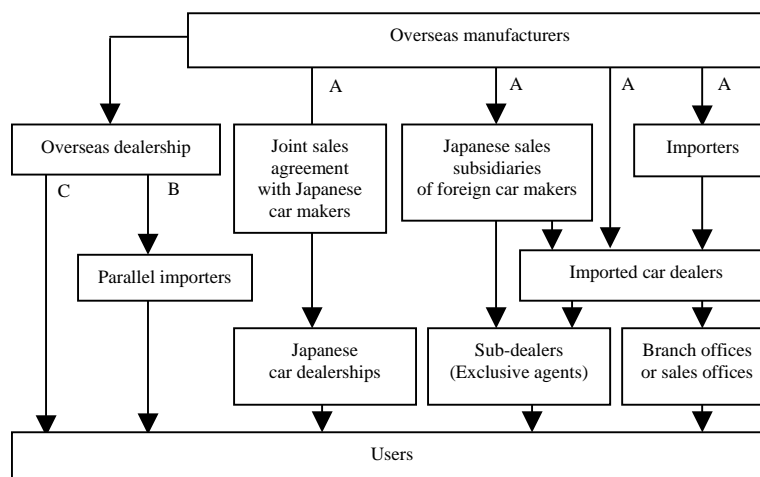 Overseas manufacturers
A
A
A
A
Overseas dealership
Joint sales
agreement
with Japanese
car makers
Japanese sales
subsidiaries
of foreign car makers
Importers
C
B
Parallel importers
Imported car dealers
Japanese
car dealerships
Sub-dealers
(Exclusive agents)
Branch offices
or sales offices
Users